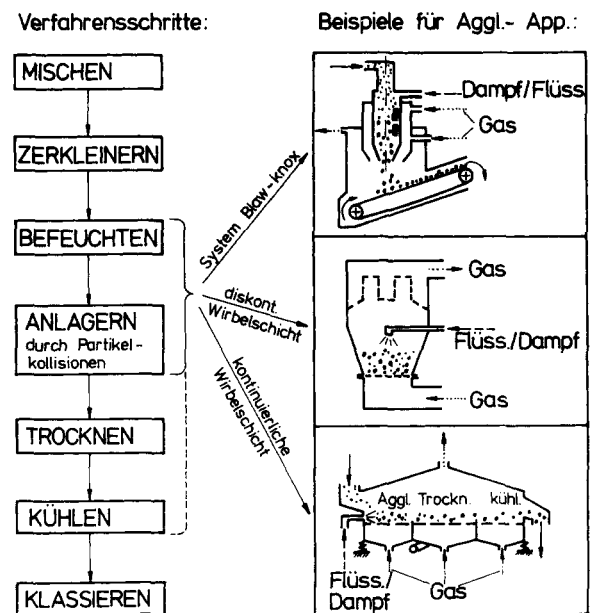 Verfahrensschritte:
MISCHEN
ZERKLEINERN
BEFEUCHTEN
ANLAGERN
durch Partikel-
kollisionen
TROCKNEN
KÜHLEN
KLASSIEREN
System Blaw-knox
diskont.
Wirbelschicht
kontinuierliche
Wirbelschicht
Beispiele für Aggl.- App.:
Dampf/Flüss.
Gas
Gas
Flüss./Dampf
Gas
Aggl. Trockn. kühl.
Flüss./
Dampf
Gas